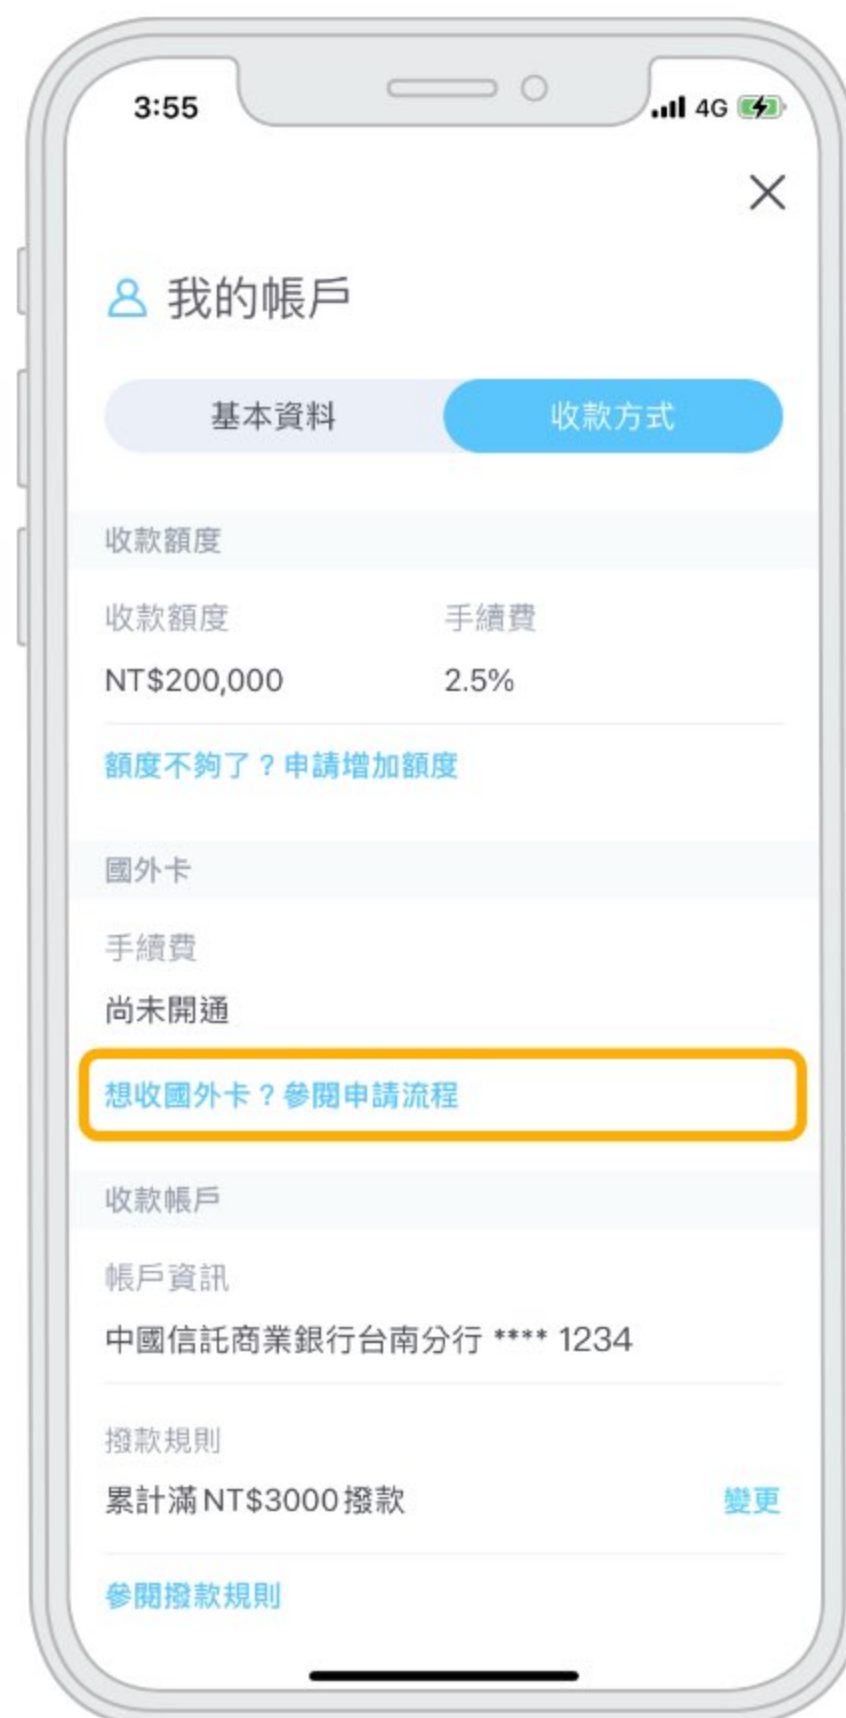 3:55
4G
我的帳戶
基本資料
收款方式
收款額度
收款額度
手續費
NT$200,000
2.5%
額度不夠了？申請增加額度
國外卡
手續費
尚未開通
想收國外卡？參閱申請流程
收款帳戶
帳戶資訊
中國信託商業銀行台南分行 **** 1234
撥款規則
累計滿NT$3000撥款
變更
參閱撥款規則